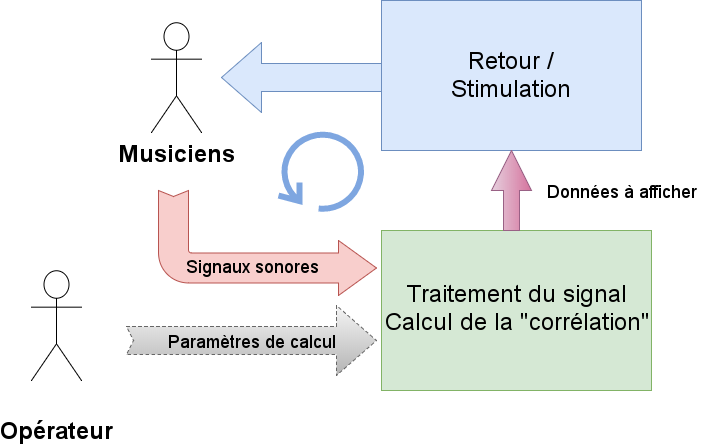 Retour /
Stimulation
Musiciens
Données à afficher
Signaux sonores
Traitement du signal
Calcul de la "corrélation"
Paramètres de calcul
Opérateur